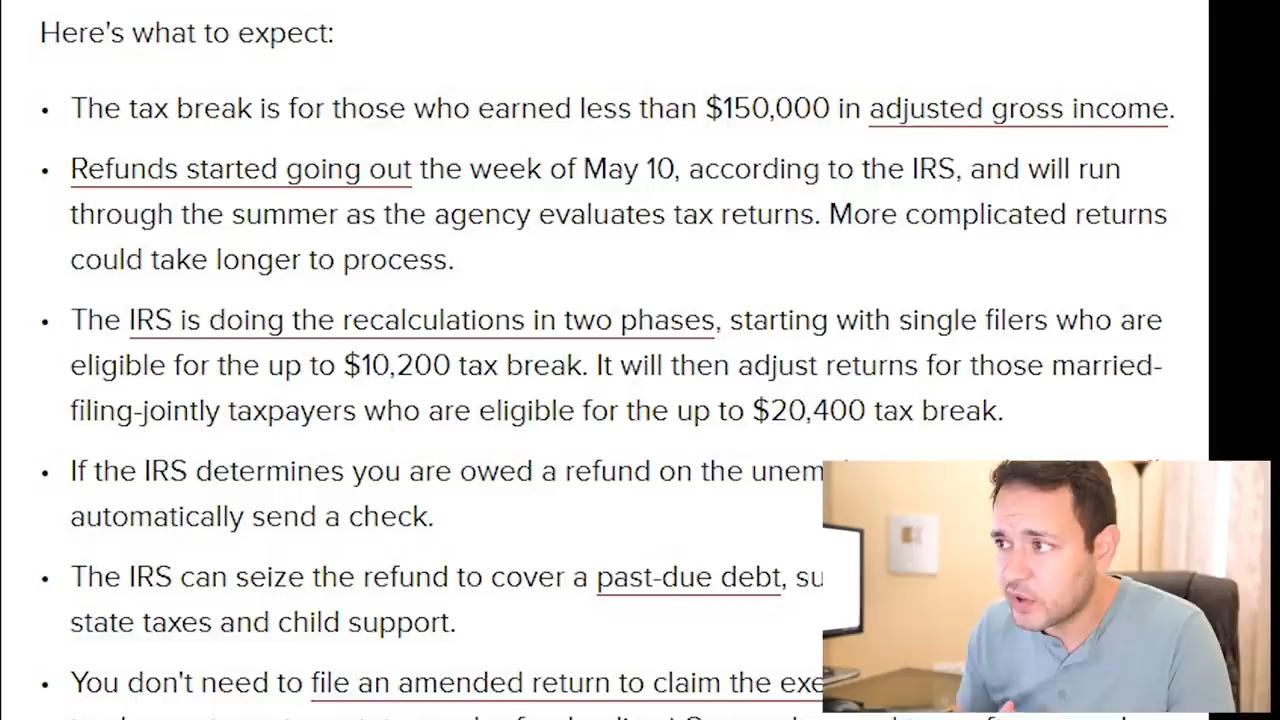 Here's what to expect:
• The tax break is for those who earned less than $150,000 in adjusted gross income.
• Refunds started going out the week of May 10, according to the IRS, and will run
through the summer as the agency evaluates tax returns. More complicated returns
could take longer to process.
• The IRS is doing the recalculations in two phases, starting with single filers who are
eligible for the up to $10,200 tax break. It will then adjust returns for those married-
filing-jointly taxpayers who are eligible for the up to $20,400 tax break.
• If the IRS determines you are owed a refund on the unem
automatically send a check.
• The IRS can seize the refund to cover a past-due debt, su
state taxes and child support.
• You don't need to file an amended return to claim the exe